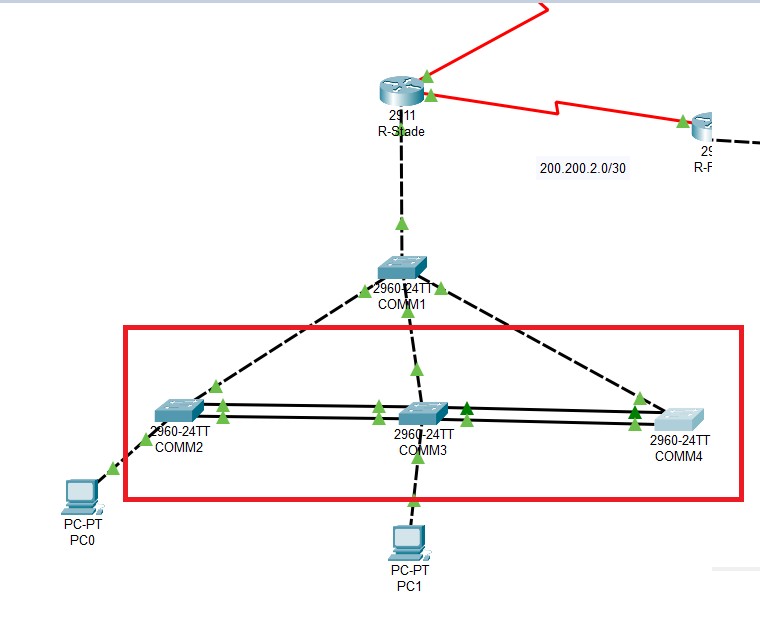 2911
R-Stade
200.200.2.0/30
2960-24TT
COMM1
2960-24TT
COMM2
2960-24TT
COMM3
2960-24TT
COMM4
PC-PT
PC0
PC-PT
PC1